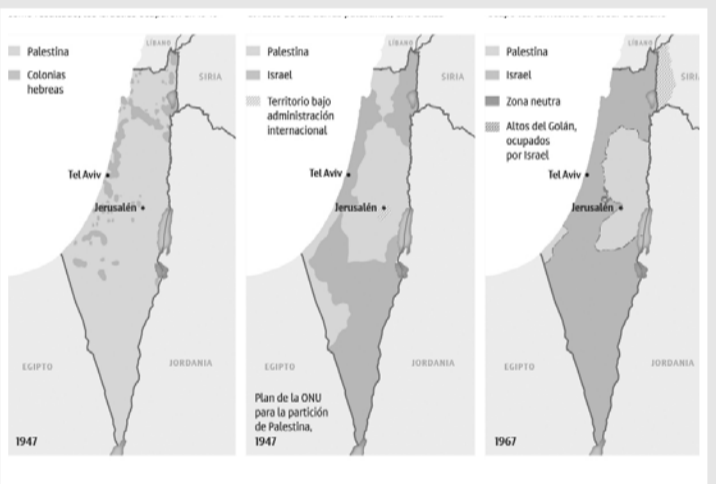 Palestina
Colonias
hebreas
LÍBANO
SIRIA
Tel Aviv
Jerusalén
EGIPTO
JORDANIA
1947
Palestina
Israel
Territorio bajo
administración
internacional
LÍBANO
SIRIA
Tel Aviv
Jerusalén
EGIPTO
JORDANIA
Plan de la ONU
para la partición
de Palestina,
1947
Palestina
Israel
Zona neutra
Altos del Golán,
ocupados
por Israel
LÍBANO
SIRI
Tel Aviv
Jerusalén
EGIPTO
JORDANIA
1967